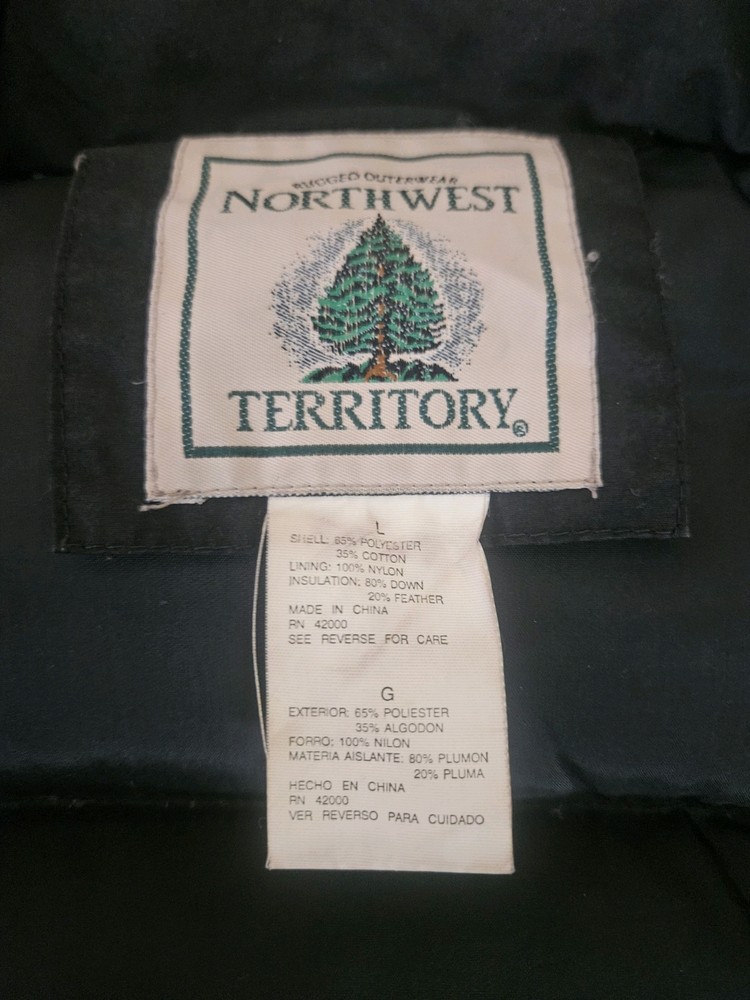 RUGGED OUTERWEAR
NORTHWEST
TERRITORY®
L
SHELL: 65% POLYESTER
35% COTTON
LINING: 100% NYLON
INSULATION: 80% DOWN
20% FEATHER
MADE IN CHINA
RN 42000
SEE REVERSE FOR CARE
G
EXTERIOR: 65% POLIESTER
35% ALGODON
FORRO: 100% NILON
MATERIA AISLANTE: 80% PLUMON
20% PLUMA
HECHO EN CHINA
RN 42000
VER REVERSO PARA CUIDADO